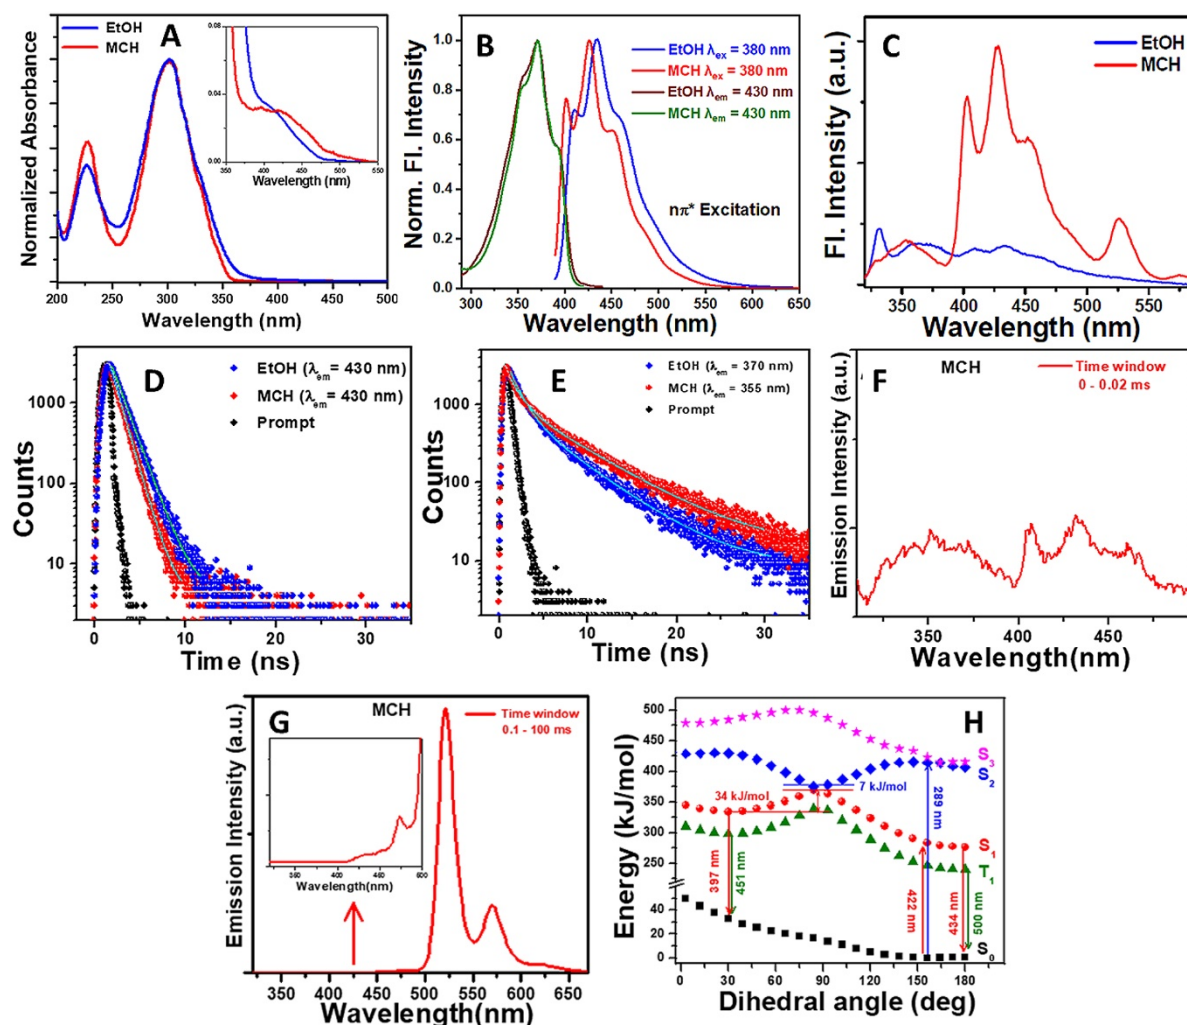 A
EtOH
MCH
Normalized Absorbance
Wavelength (nm)
200 250 300 350 400 450 500
0.08
0.04
0.00
350 400 450 500 550
Wavelength (nm)
B
EtOH λex = 380 nm
MCH λex = 380 nm
EtOH λem = 430 nm
MCH λem = 430 nm
nπ* Excitation
Norm. Fl. Intensity
1.0
0.8
0.6
0.4
0.2
0.0
300 350 400 450 500 550 600 650
Wavelength (nm)
C
EtOH
MCH
Fl. Intensity (a.u.)
350 400 450 500 550
Wavelength (nm)
D
EtOH (λem = 430 nm)
MCH (λem = 430 nm)
Prompt
Counts
1000
100
10
0 10 20 30
Time (ns)
E
EtOH (λem = 370 nm)
MCH (λem = 355 nm)
Prompt
Counts
1000
100
10
0 10 20 30
Time (ns)
F
MCH
Time window
0 - 0.02 ms
Emission Intensity (a.u.)
350 400 450
Wavelength(nm)
G
MCH
Time window
0.1 - 100 ms
Emission Intensity (a.u.)
Wavelength(nm)
350 400 450 500 550 600 650
Wavelength(nm)
H
Energy (kJ/mol)
500
450
400
350
300
250
40
20
0
S3
S2
S1
T1
S0
34 kJ/mol
7 kJ/mol
397 nm
451 nm
422 nm
289 nm
434 nm
500 nm
0 30 60 90 120 150 180
Dihedral angle (deg)